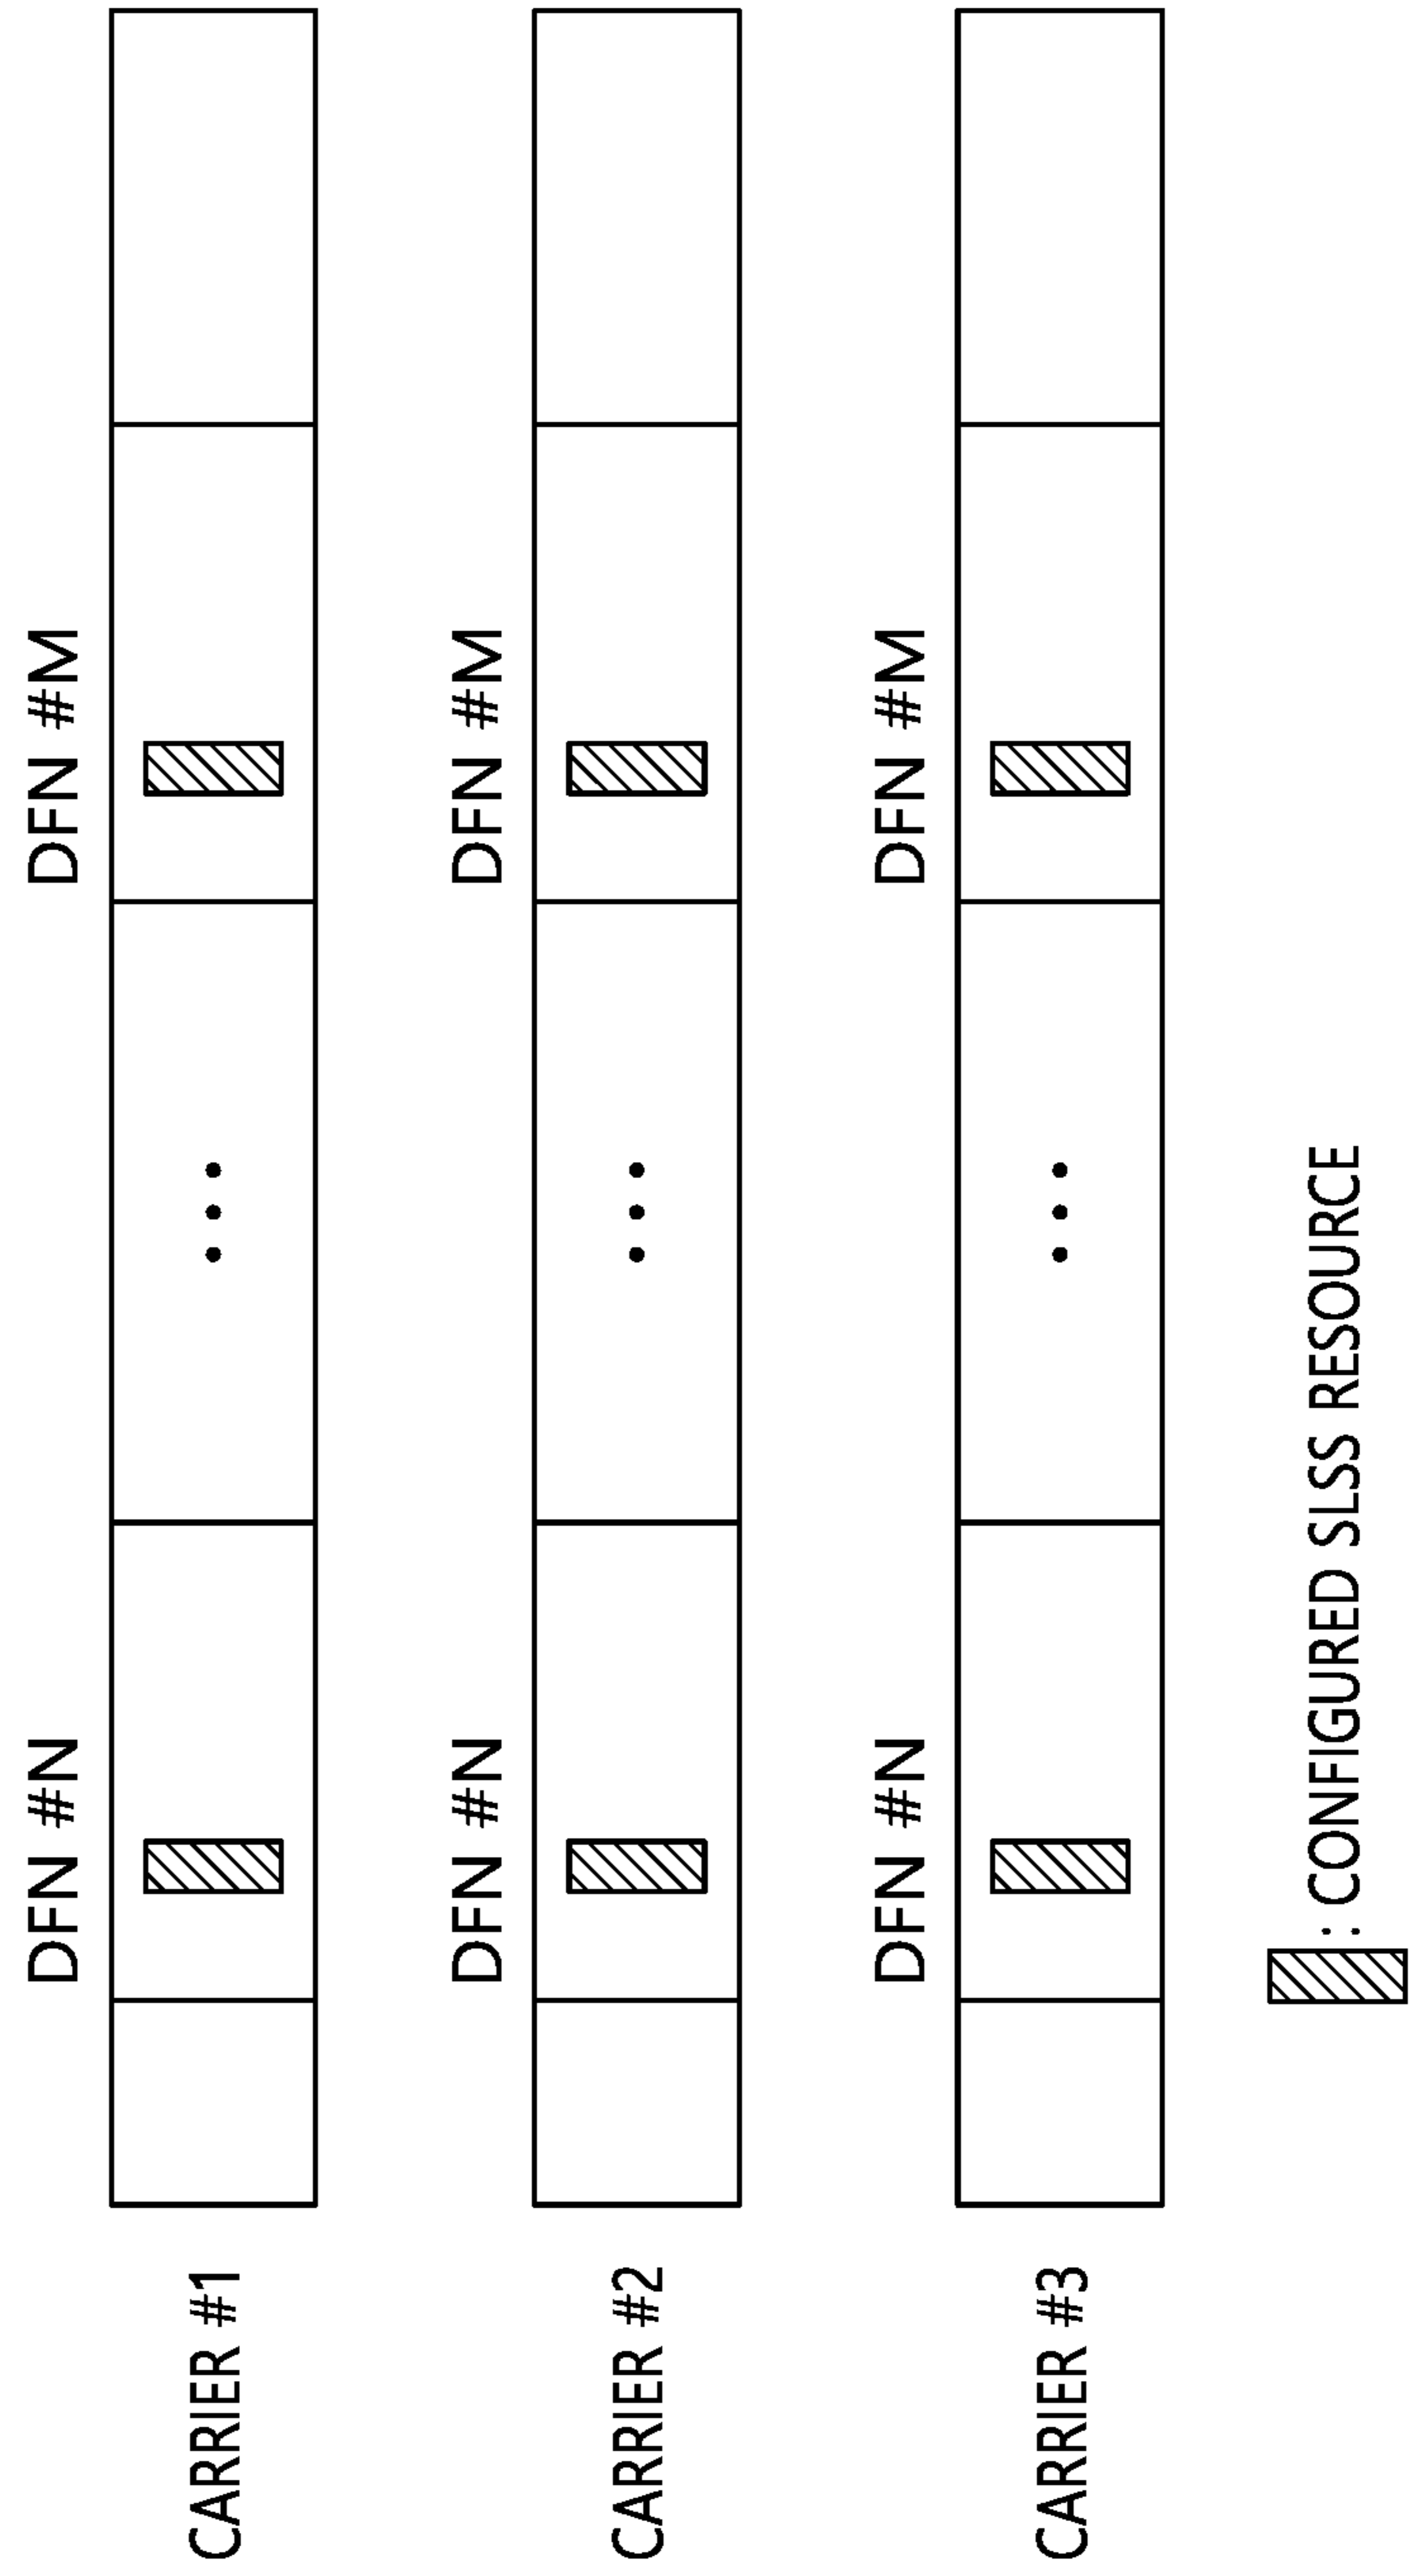 DFN #N
DFN #M
CARRIER #1
• • •
DFN #N
DFN #M
CARRIER #2
• • •
DFN #N
DFN #M
CARRIER #3
• • •
: CONFIGURED SLSS RESOURCE